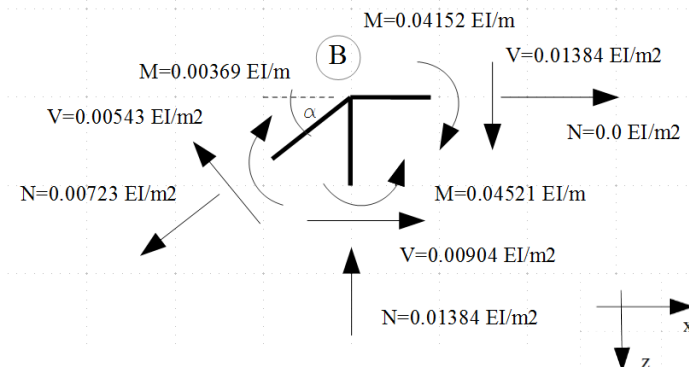 M=0.04152 EI/m
B
V=0.01384 EI/m2
M=0.00369 EI/m
V=0.00543 EI/m2
α
N=0.0 EI/m2
N=0.00723 EI/m2
M=0.04521 EI/m
V=0.00904 EI/m2
N=0.01384 EI/m2
x
z